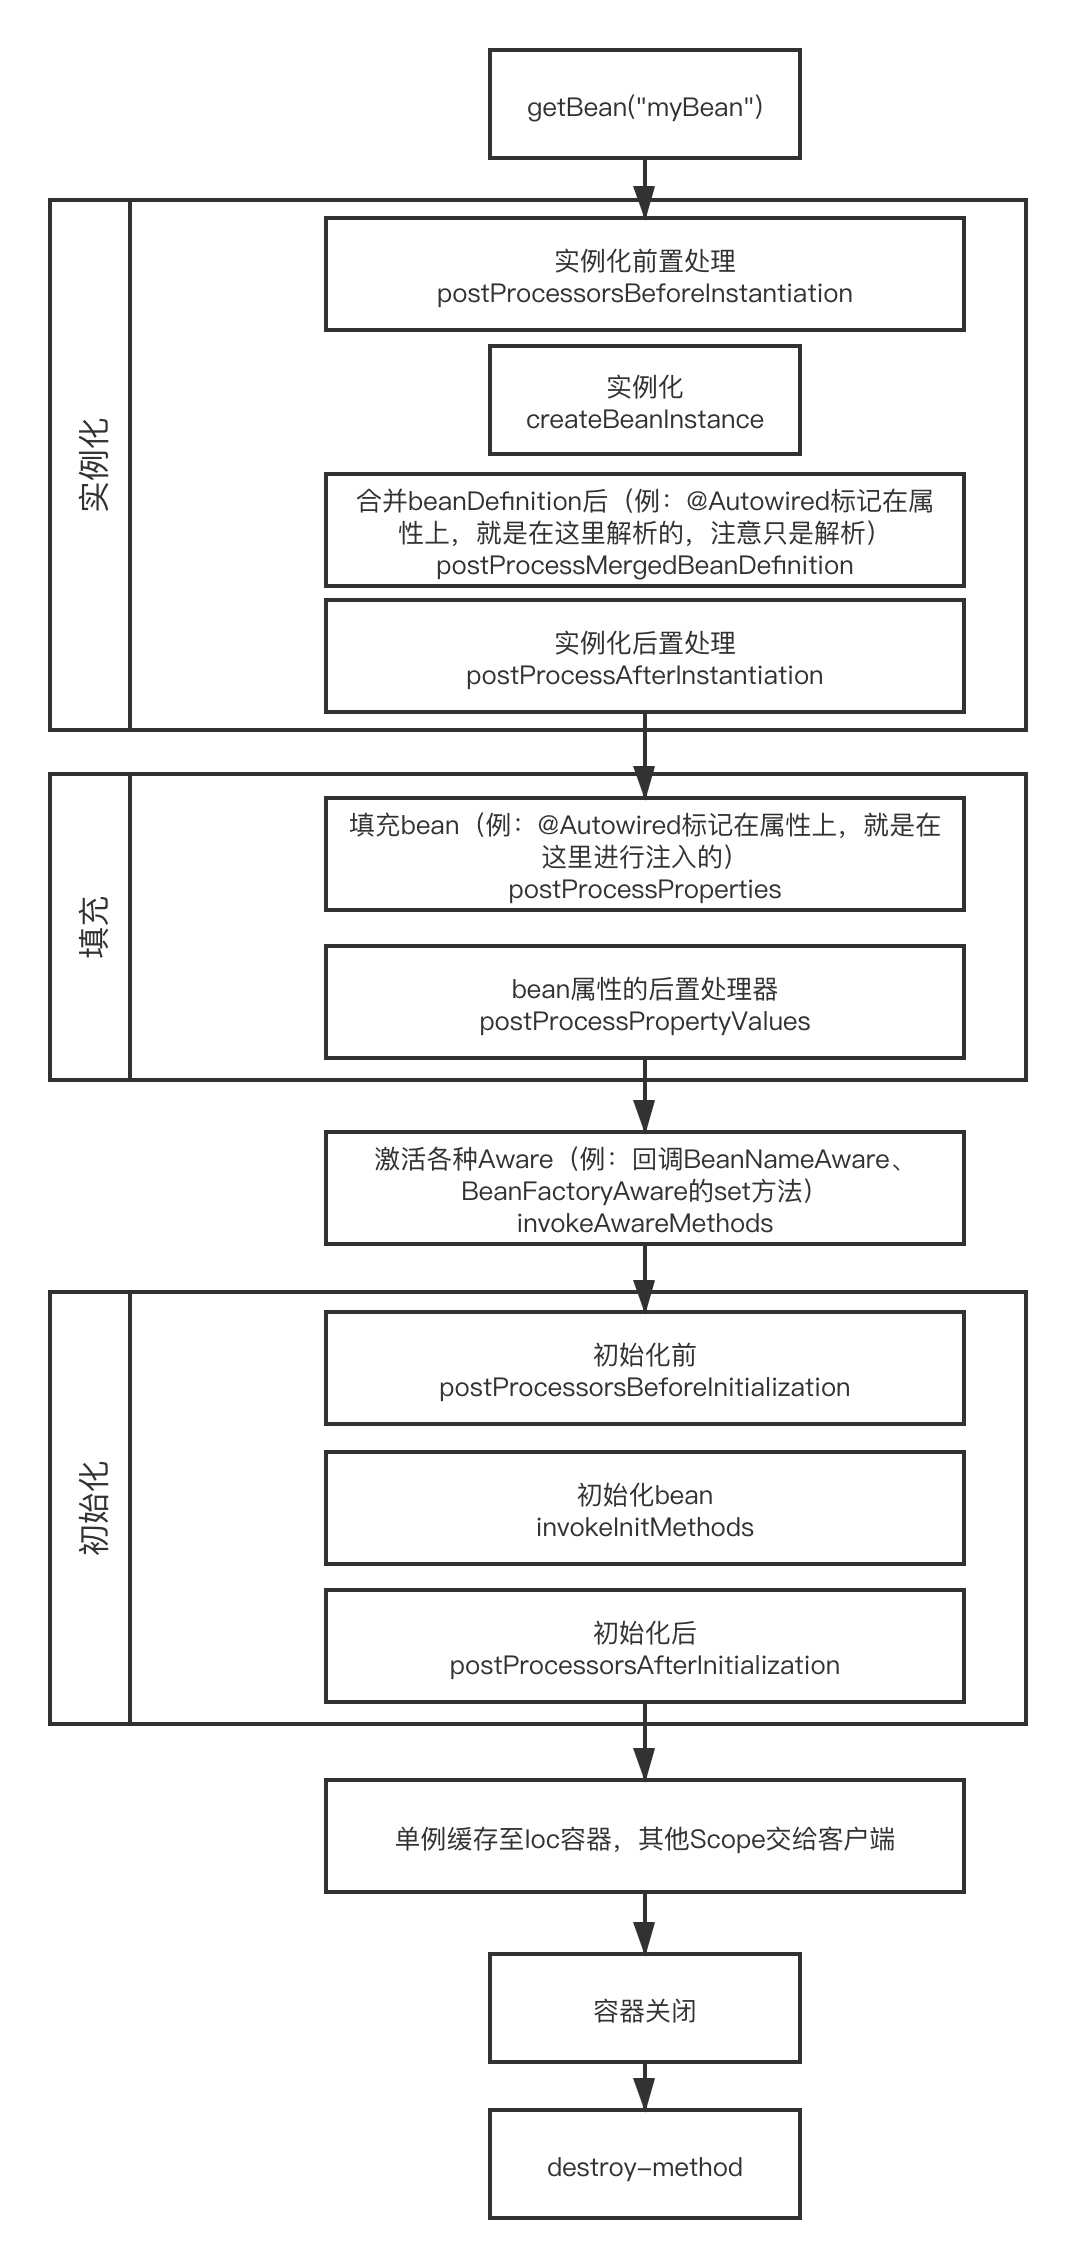 getBean("myBean")
实例化
实例化前置处理
postProcessorsBeforeInstantiation
实例化
createBeanInstance
合并beanDefinition后（例：@Autowired标记在属
性上，就是在这里解析的，注意只是解析）
postProcessMergedBeanDefinition
实例化后置处理
postProcessAfterInstantiation
填充
填充bean（例：@Autowired标记在属性上，就是在
这里进行注入的）
postProcessProperties
bean属性的后置处理器
postProcessPropertyValues
激活各种Aware（例：回调BeanNameAware、
BeanFactoryAware的set方法）
invokeAwareMethods
初始化
初始化前
postProcessorsBeforeInitialization
初始化bean
invokeInitMethods
初始化后
postProcessorsAfterInitialization
单例缓存至Ioc容器，其他Scope交给客户端
容器关闭
destroy-method